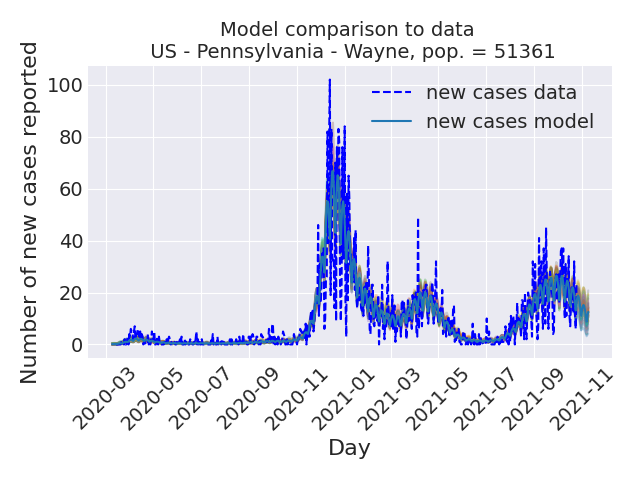 Model comparison to data
US - Pennsylvania - Wayne, pop. = 51361
Number of new cases reported
100
80
60
40
20
0
new cases data
new cases model
2020-03
2020-05
2020-07
2020-09
2020-11
2021-01
2021-03
2021-05
2021-07
2021-09
2021-11
Day